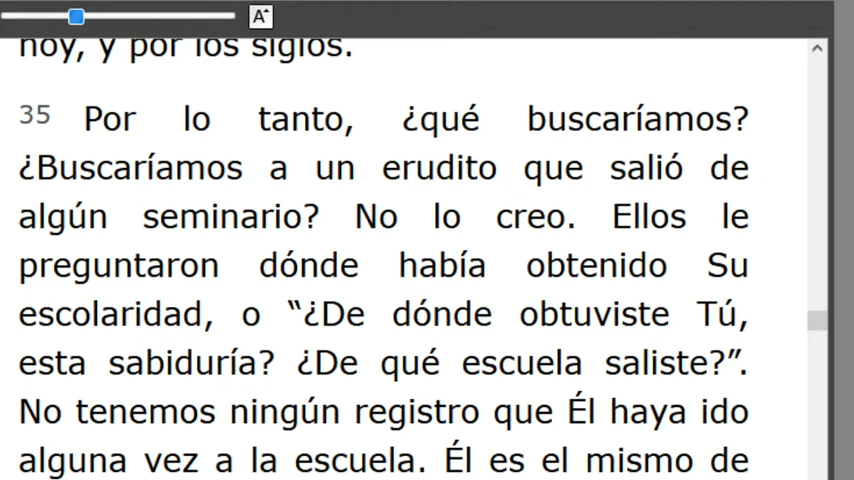 A
hoy, y por los siglos.
35 Por lo tanto, ¿qué buscaríamos?
¿Buscaríamos a un erudito que salió de
algún seminario? No lo creo. Ellos le
preguntaron dónde había obtenido Su
escolaridad, o “¿De dónde obtuviste Tú,
esta sabiduría? ¿De qué escuela saliste?”.
No tenemos ningún registro que Él haya ido
alguna vez a la escuela. Él es el mismo de